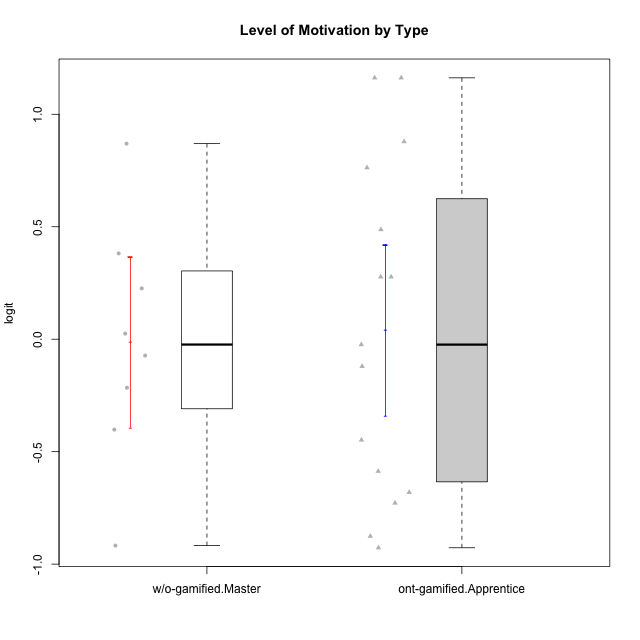 Level of Motivation by Type
logit
1.0
0.5
0.0
-0.5
-1.0
w/o-gamified.Master
ont-gamified.Apprentice